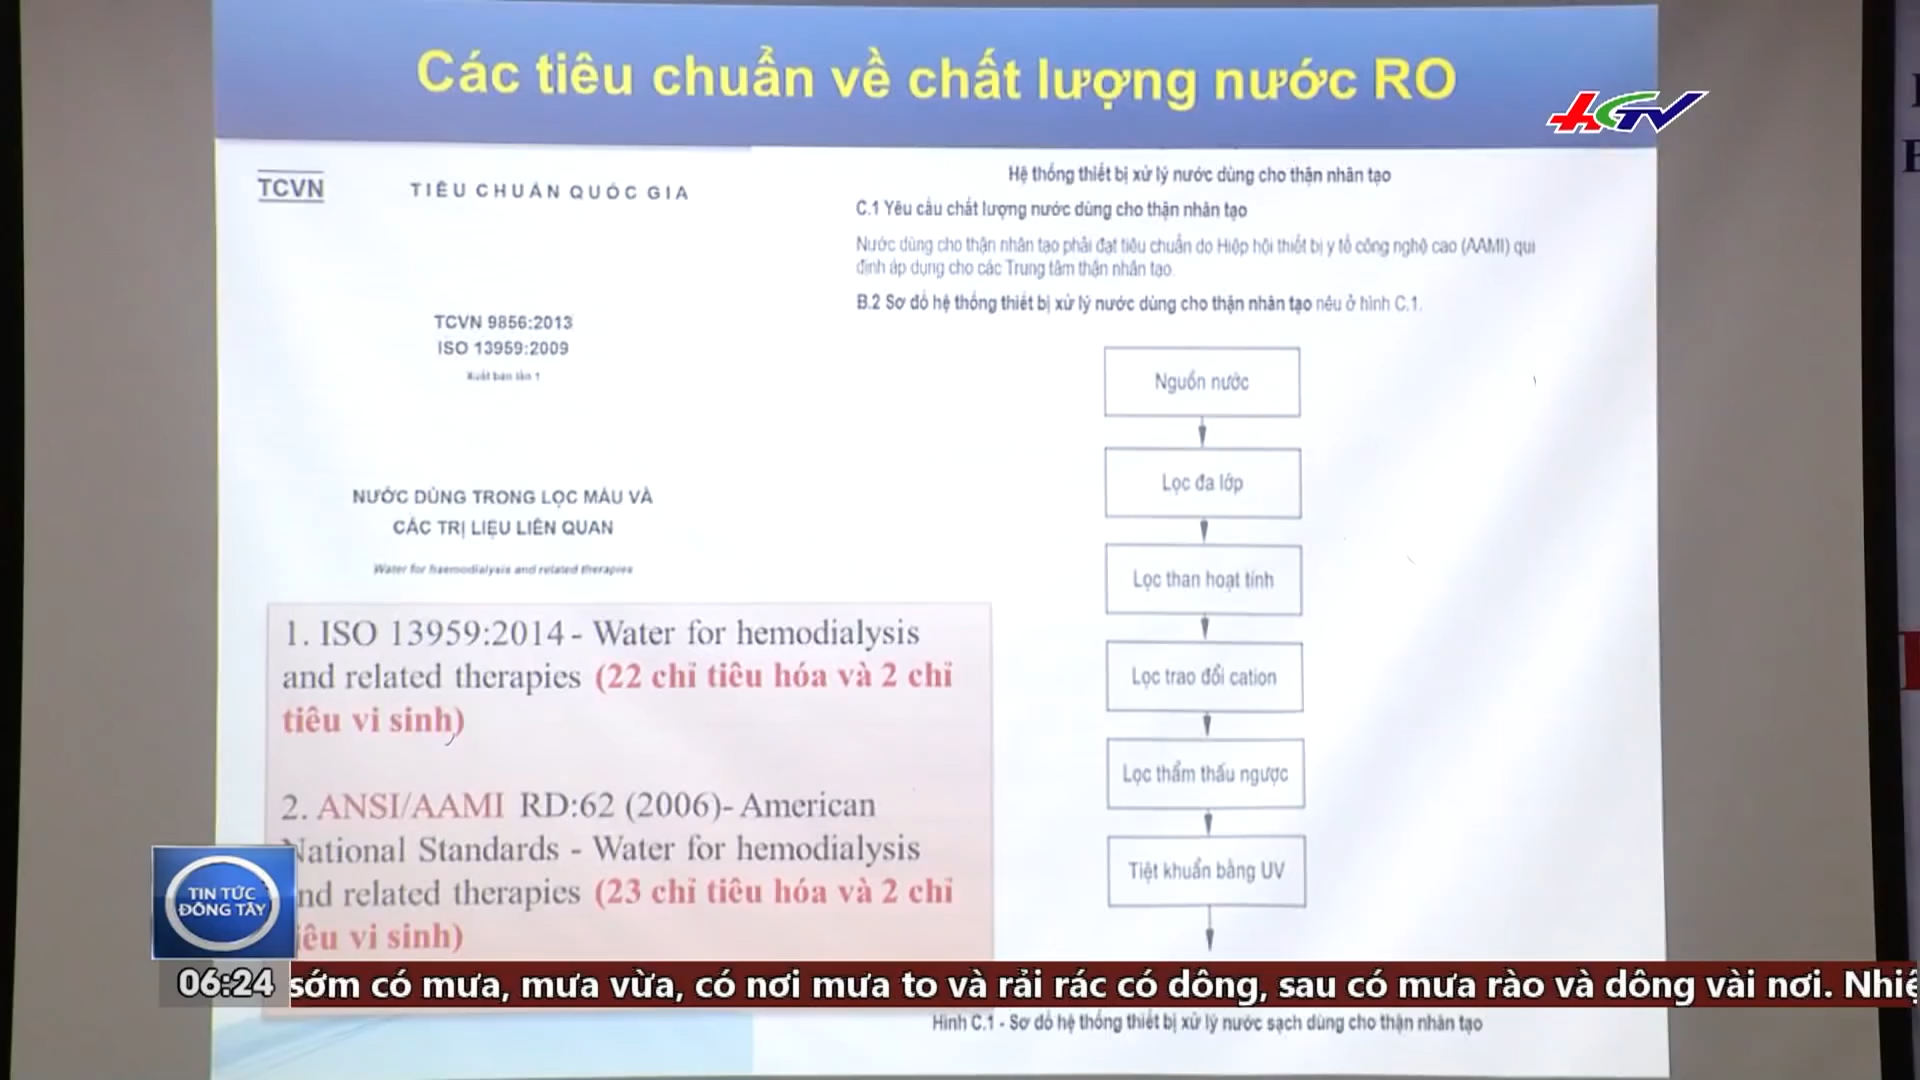 Các tiêu chuẩn về chất lượng nước RO
HGTV
TCVN
TIÊU CHUẨN QUỐC GIA
TCVN 9856:2013
ISO 13959:2009
Xuất bản lần 1
NƯỚC DÙNG TRONG LỌC MÁU VÀ
CÁC TRỊ LIỆU LIÊN QUAN
Water for haemodialysis and related therapies
1. ISO 13959:2014 - Water for hemodialysis
and related therapies (22 chỉ tiêu hóa và 2 chỉ
tiêu vi sinh)
2. ANSI/AAMI RD:62 (2006)- American
National Standards - Water for hemodialysis
and related therapies (23 chỉ tiêu hóa và 2 chỉ
tiêu vi sinh)
Hệ thống thiết bị xử lý nước dùng cho thận nhân tạo
C.1 Yêu cầu chất lượng nước dùng cho thận nhân tạo
Nước dùng cho thận nhân tạo phải đạt tiêu chuẩn do Hiệp hội thiết bị y tế công nghệ cao (AAMI) qui
định áp dụng cho các Trung tâm thận nhân tạo.
B.2 Sơ đồ hệ thống thiết bị xử lý nước dùng cho thận nhân tạo nêu ở hình C.1.
Nguồn nước
Lọc đa lớp
Lọc than hoạt tính
Lọc trao đổi cation
Lọc thẩm thấu ngược
Tiệt khuẩn bằng UV
Hình C.1 - Sơ đồ hệ thống thiết bị xử lý nước sạch dùng cho thận nhân tạo
TIN TỨC
ĐÔNG TÂY
06:24
sớm có mưa, mưa vừa, có nơi mưa to và rải rác có dông, sau có mưa rào và dông vài nơi. Nhiệ